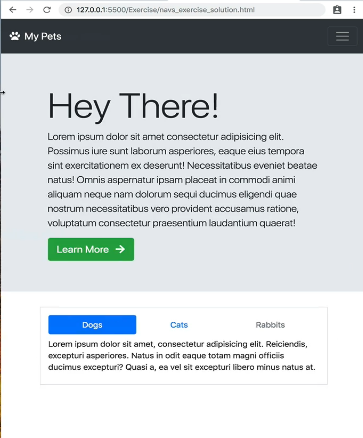 127.0.0.1:5500/Exercise/navs_exercise_solution.html
My Pets
Hey There!
Lorem ipsum dolor sit amet consectetur adipisicing elit.
Possimus iure sunt laborum asperiores, eaque eius tempora
sint exercitationem ex deserunt! Necessitatibus eveniet beatae
natus! Omnis aspernatur ipsam placeat in commodi animi
aliquam neque nam dolorum sequi ducimus eligendi quae
nostrum necessitatibus vero provident accusamus ratione,
voluptatum consectetur praesentium laudantium quaerat!
Learn More
Dogs Cats Rabbits
Lorem ipsum dolor sit amet, consectetur adipisicing elit. Reiciendis,
excepturi asperiores. Natus in odit eaque totam magni officiis
ducimus excepturi? Quasi a, ea vel sit excepturi libero minus natus at.